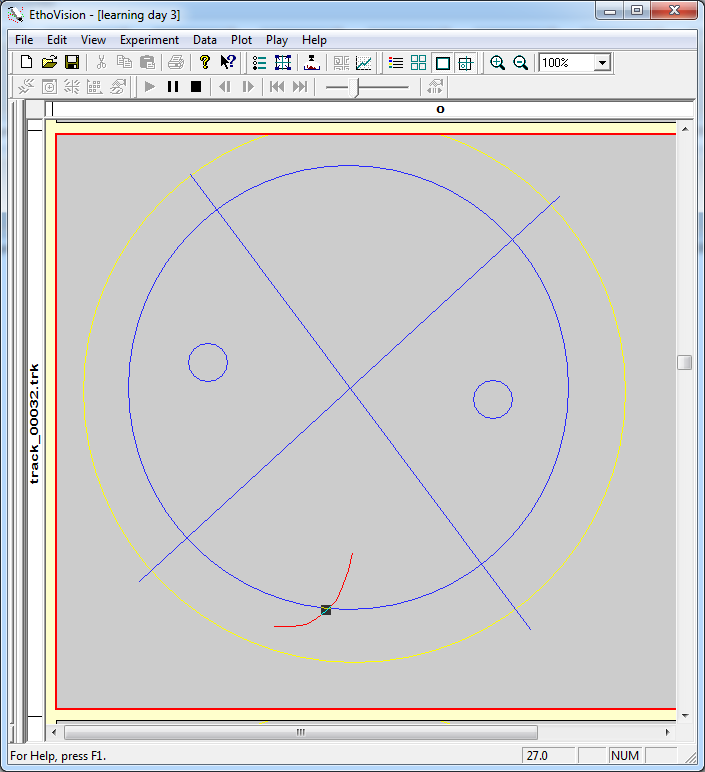 EthoVision - [learning day 3]
File Edit View Experiment Data Plot Play Help
100%
o
track_00032.trk
For Help, press F1.
27.0
NUM